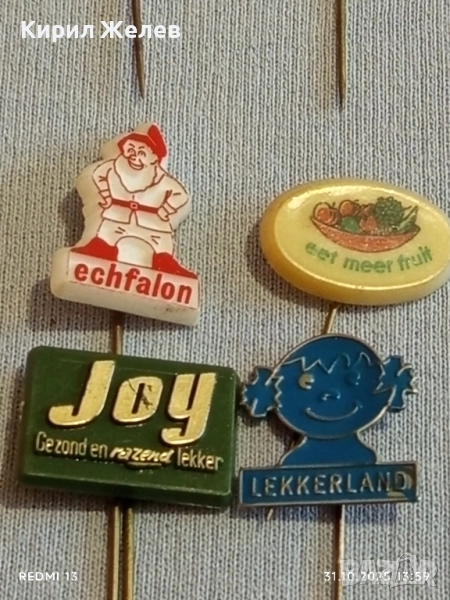 Кирил Желев
echfalon
eet meer fruit
Joy
Gezond en razend lekker
LEKKERLAND
REDMI 13
31.10.2025 13:59